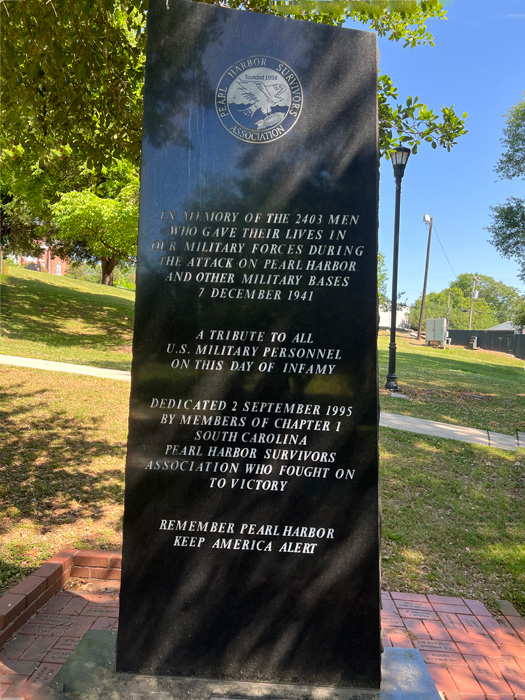 PEARL HARBOR SURVIVORS
founded 1958
ASSOCIATION
IN MEMORY OF THE 2403 MEN
WHO GAVE THEIR LIVES IN
OUR MILITARY FORCES DURING
THE ATTACK ON PEARL HARBOR
AND OTHER MILITARY BASES
7 DECEMBER 1941
A TRIBUTE TO ALL
U.S. MILITARY PERSONNEL
ON THIS DAY OF INFAMY
DEDICATED 2 SEPTEMBER 1995
BY MEMBERS OF CHAPTER 1
SOUTH CAROLINA
PEARL HARBOR SURVIVORS
ASSOCIATION WHO FOUGHT ON
TO VICTORY
REMEMBER PEARL HARBOR
KEEP AMERICA ALERT